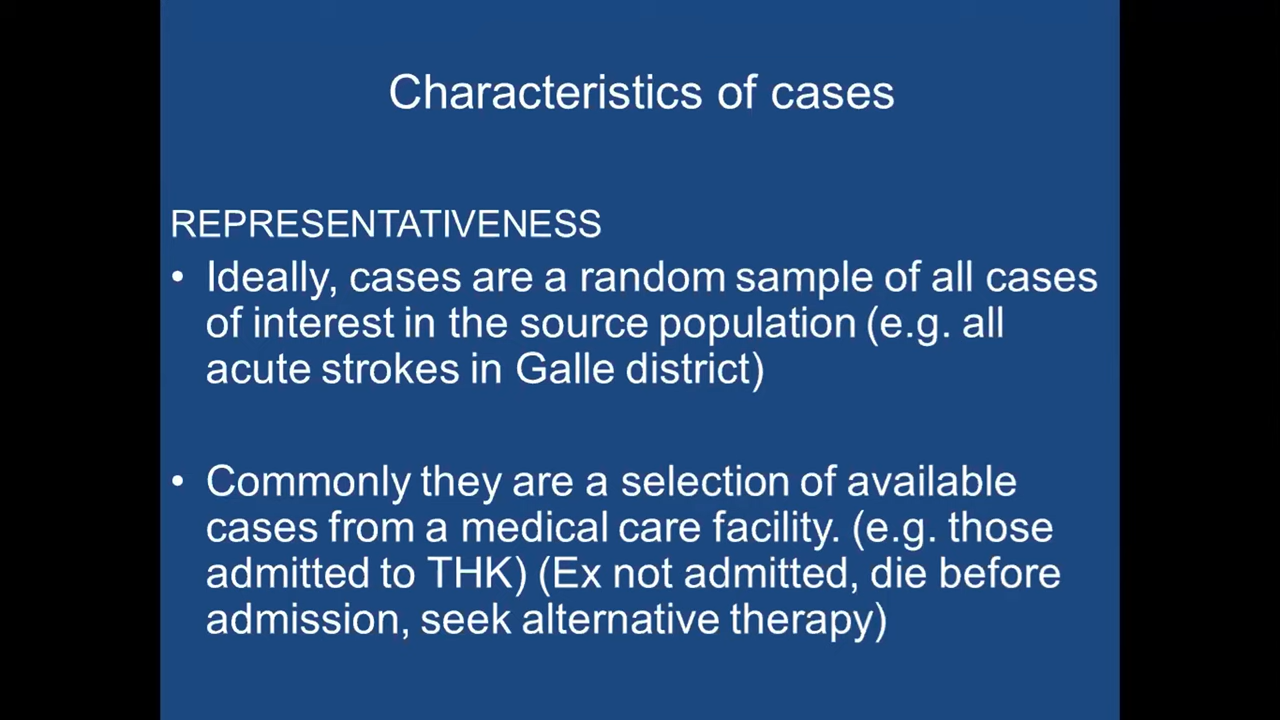 Characteristics of cases
REPRESENTATIVENESS
• Ideally, cases are a random sample of all cases
of interest in the source population (e.g. all
acute strokes in Galle district)
• Commonly they are a selection of available
cases from a medical care facility. (e.g. those
admitted to THK) (Ex not admitted, die before
admission, seek alternative therapy)